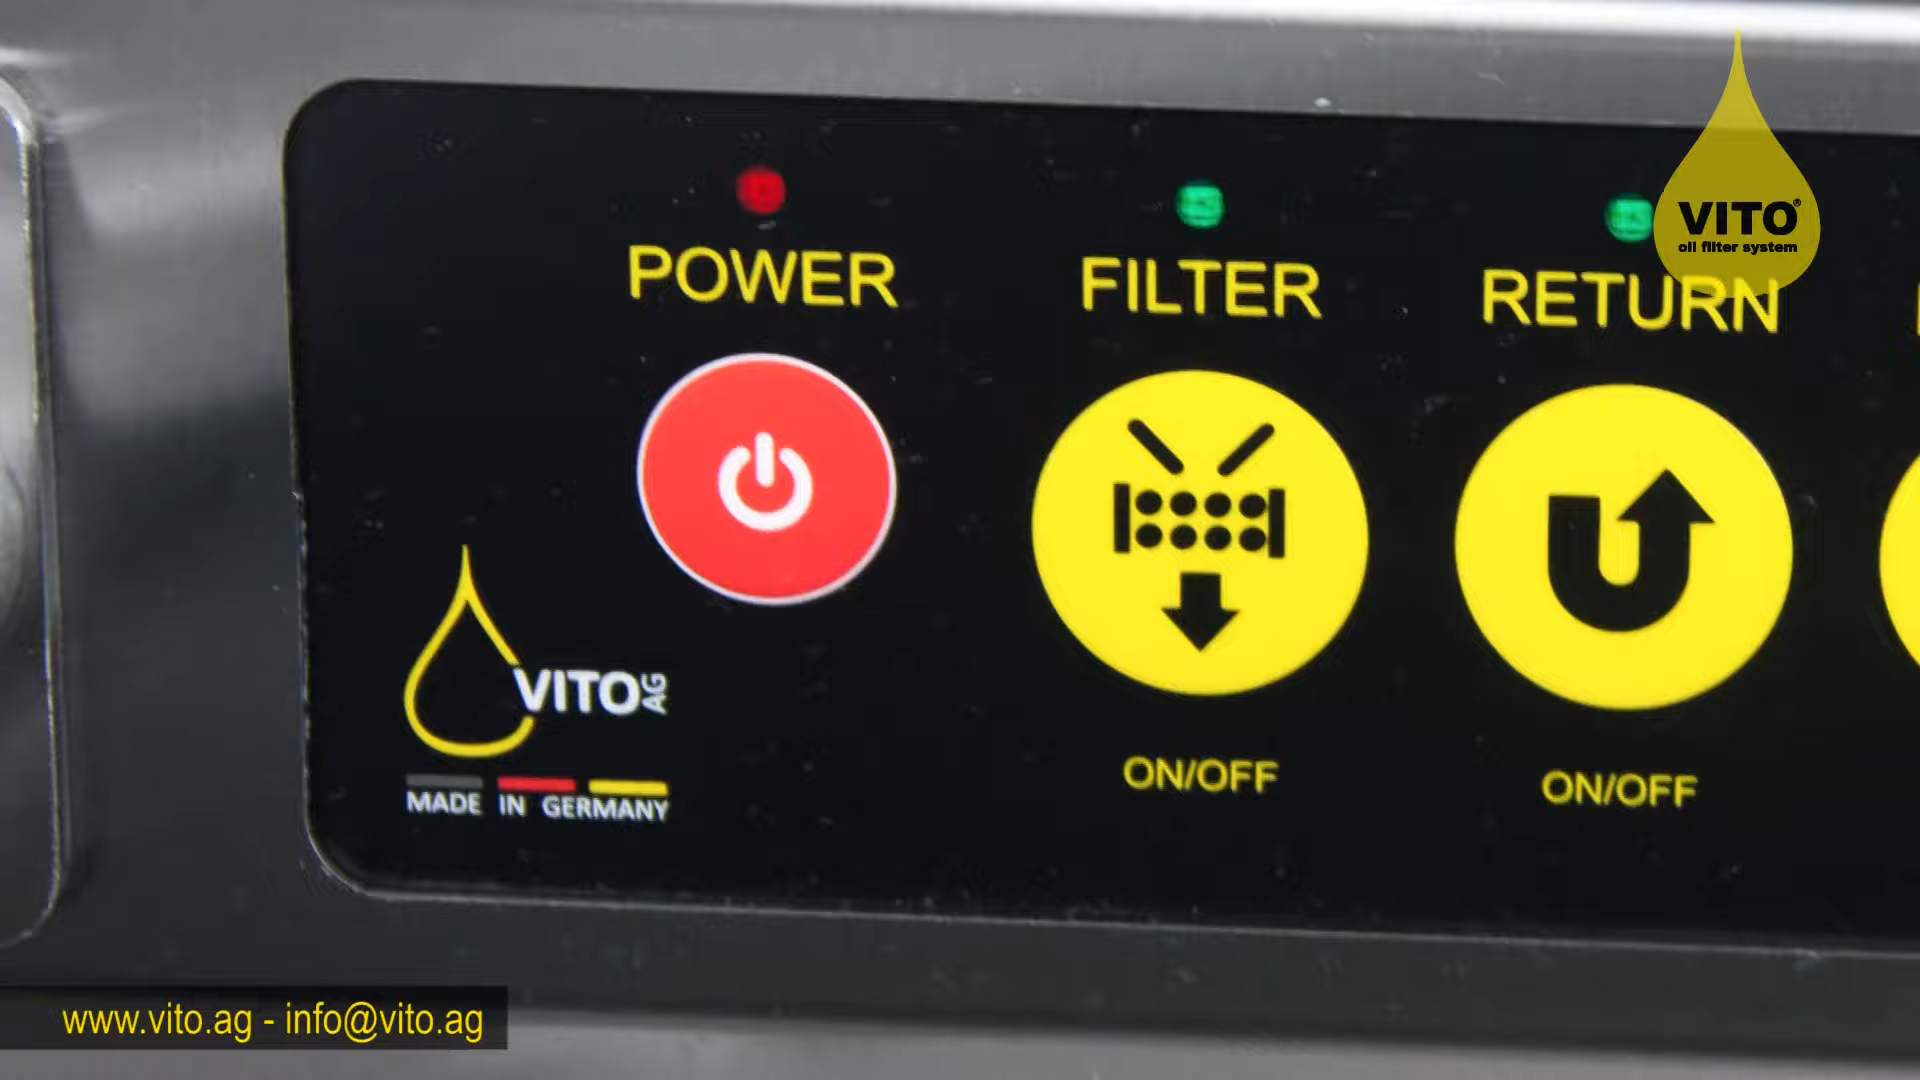 VITO®
oil filter system
POWER
FILTER
RETURN
VITO AG
MADE IN GERMANY
ON/OFF
ON/OFF
www.vito.ag - info@vito.ag